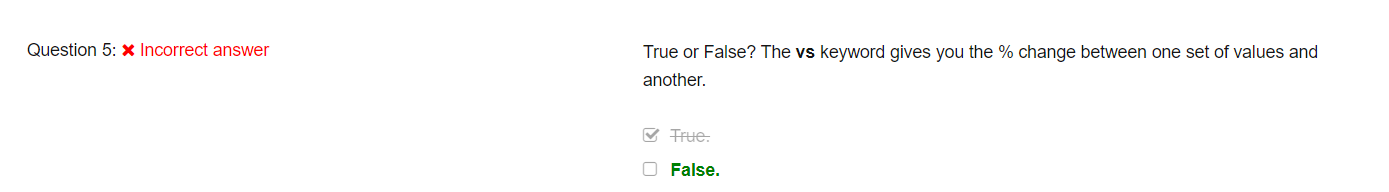 Question 5: ✖ Incorrect answer
True or False? The vs keyword gives you the % change between one set of values and
another.
True.
False.